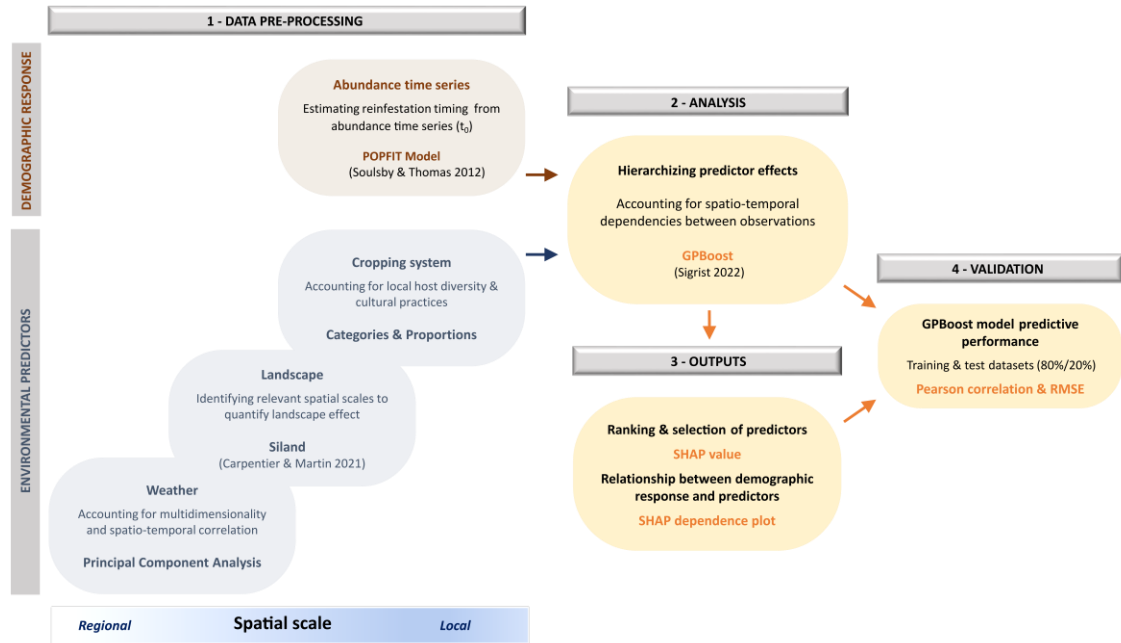 1 - DATA PRE-PROCESSING
DEMOGRAPHIC RESPONSE
Abundance time series
Estimating reinfestation timing from
abundance time series (t₀)
POPFIT Model
(Soulsby & Thomas 2012)
ENVIRONMENTAL PREDICTORS
Cropping system
Accounting for local host diversity &
cultural practices
Categories & Proportions
Landscape
Identifying relevant spatial scales to
quantify landscape effect
Siland
(Carpentier & Martin 2021)
Weather
Accounting for multidimensionality
and spatio-temporal correlation
Principal Component Analysis
Regional
Spatial scale
Local
2 - ANALYSIS
Hierarchizing predictor effects
Accounting for spatio-temporal
dependencies between observations
GPBoost
(Sigrist 2022)
3 - OUTPUTS
Ranking & selection of predictors
SHAP value
Relationship between demographic
response and predictors
SHAP dependence plot
4 - VALIDATION
GPBoost model predictive
performance
Training & test datasets (80%/20%)
Pearson correlation & RMSE